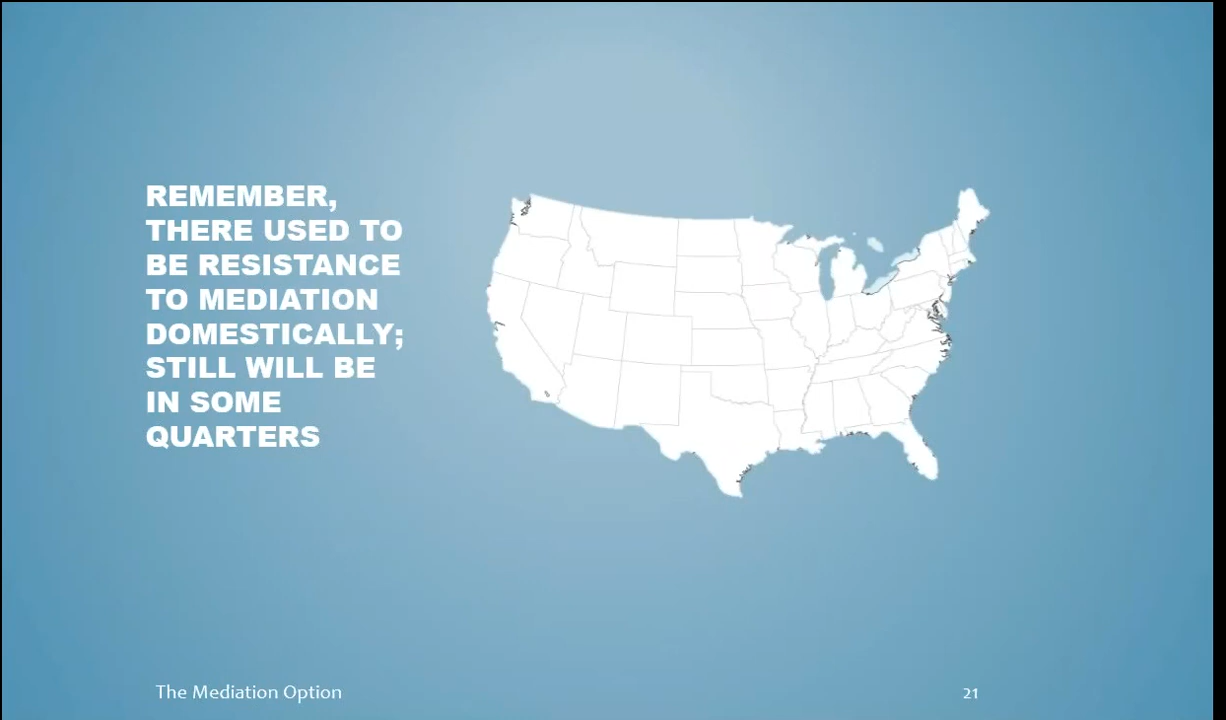 REMEMBER,
THERE USED TO
BE RESISTANCE
TO MEDIATION
DOMESTICALLY;
STILL WILL BE
IN SOME
QUARTERS
The Mediation Option
21